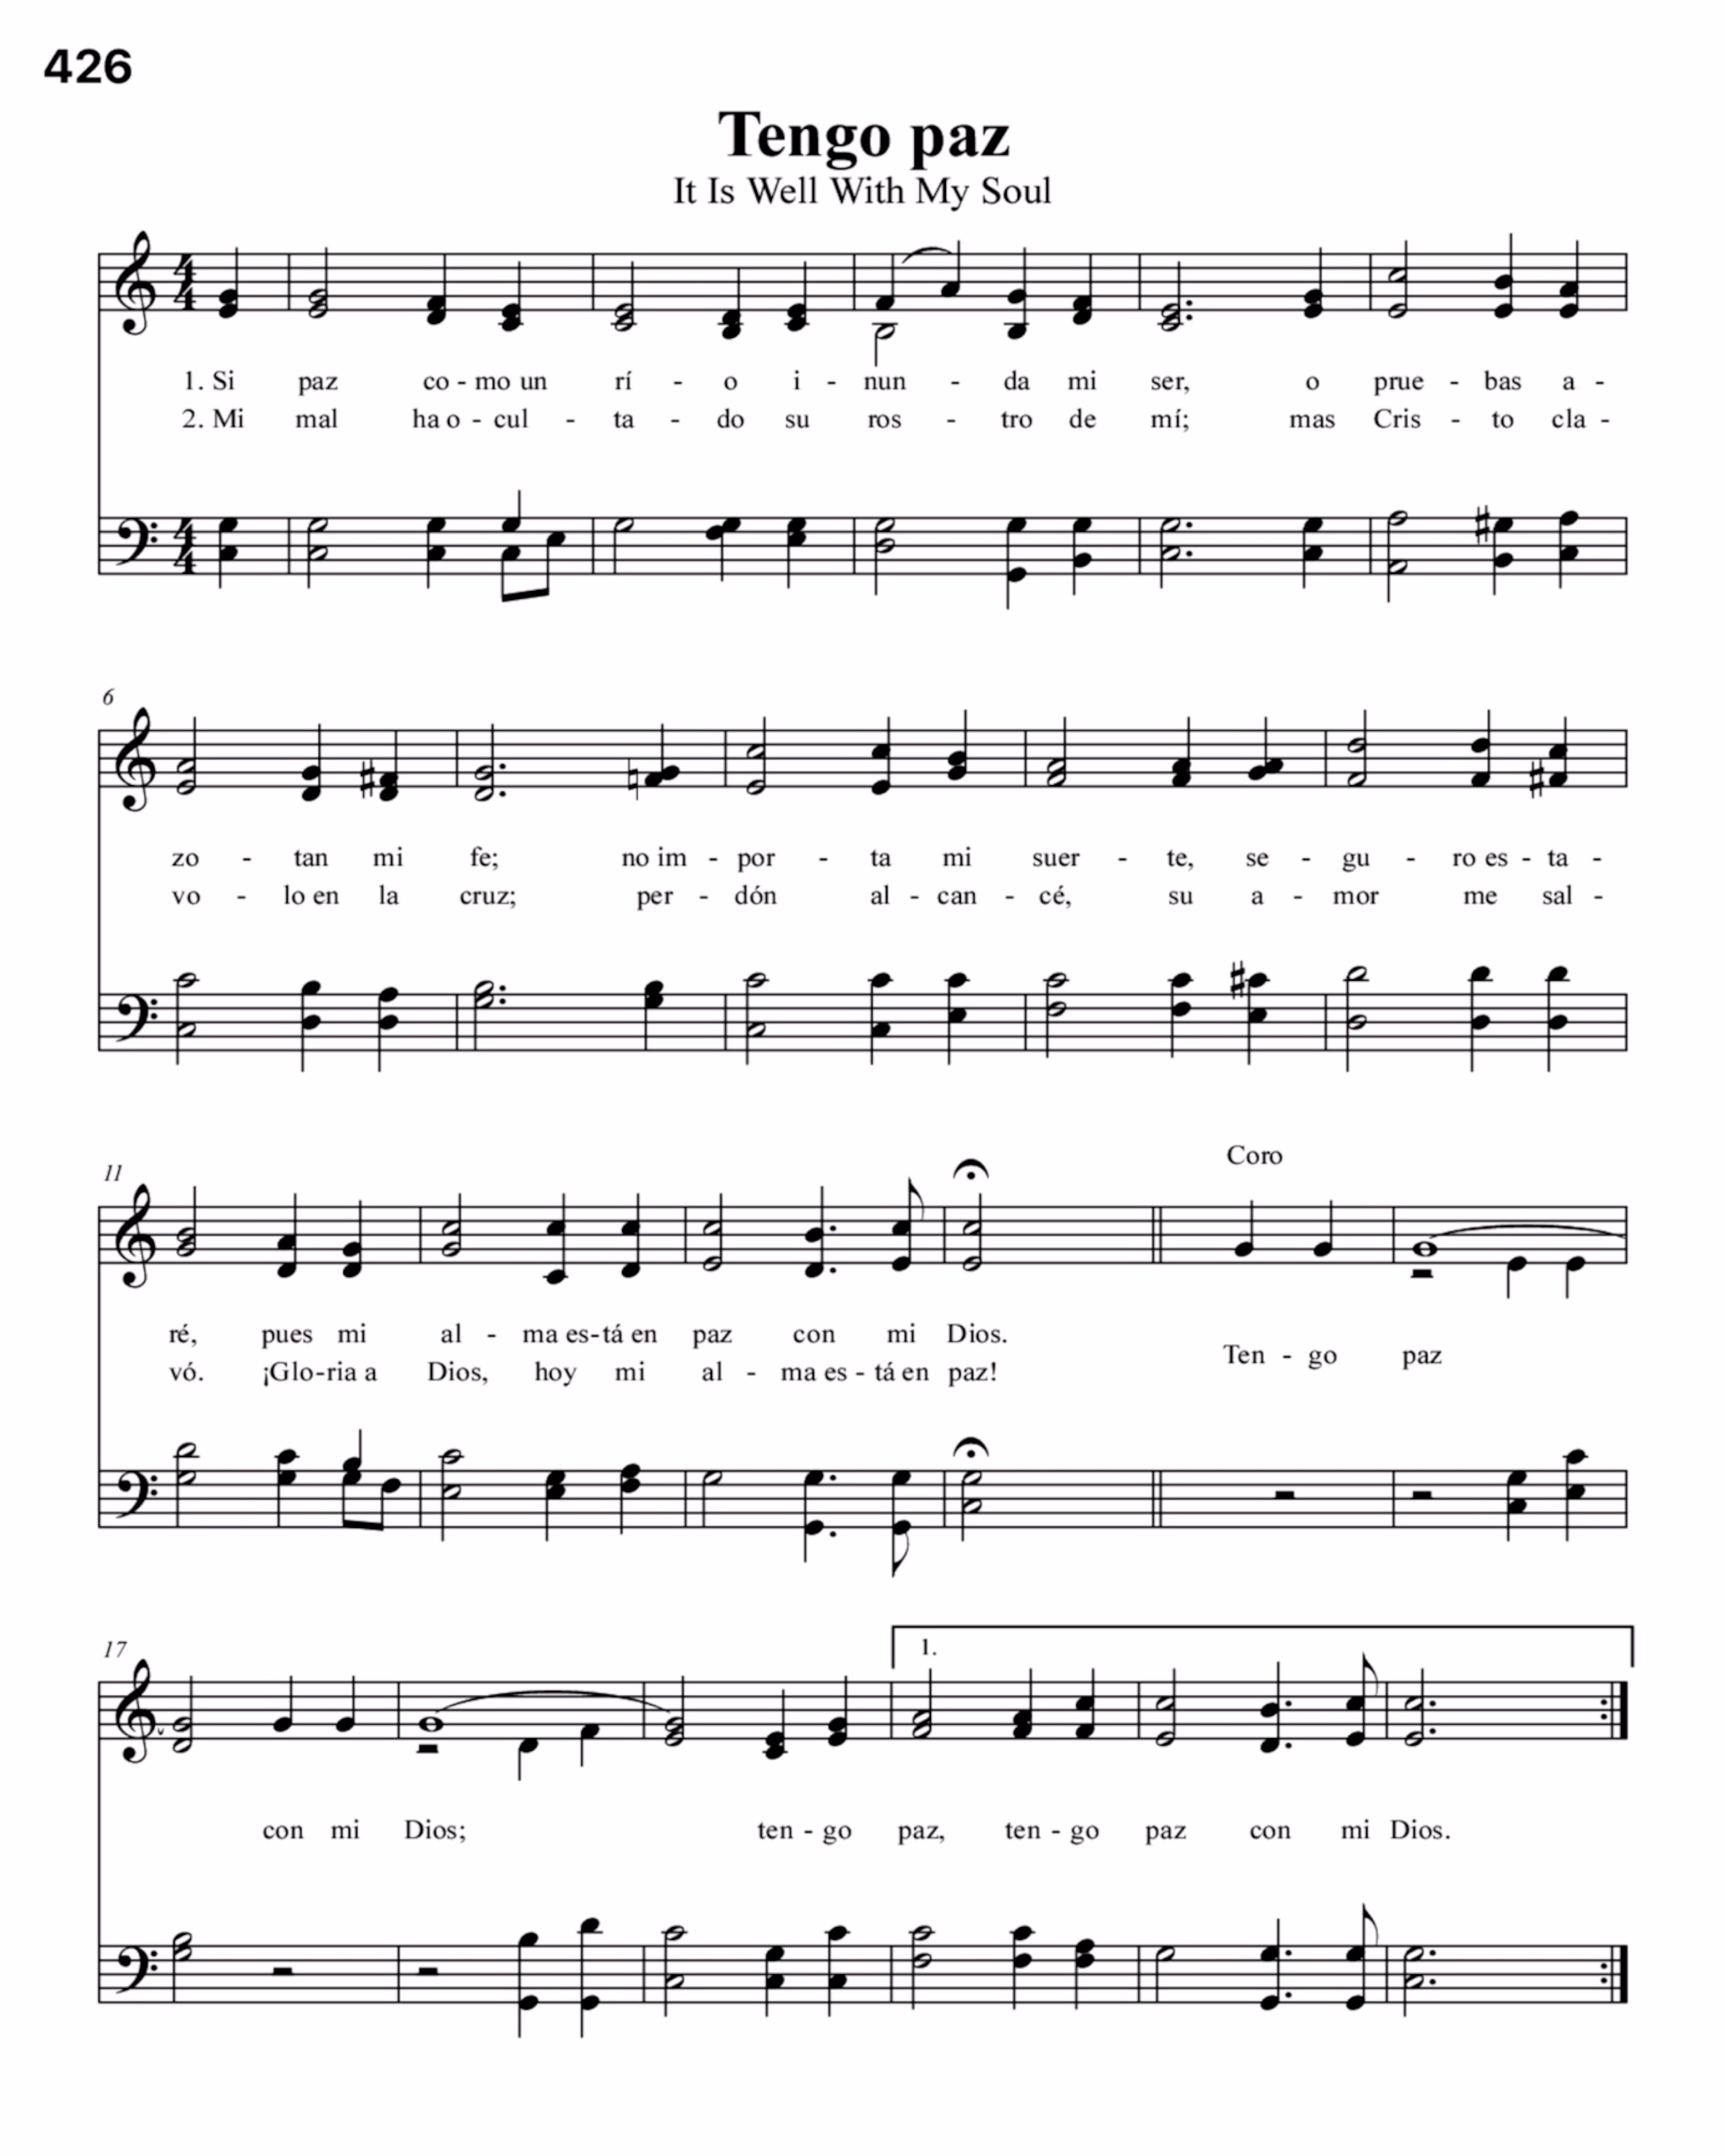 426
Tengo paz
It Is Well With My Soul
1. Si paz co - mo un rí - o i - nun - da mi ser, o prue - bas a -
2. Mi mal ha o - cul - ta - do su ros - tro de mí; mas Cris - to cla -
6
zo - tan mi fe; no im - por - ta mi suer - te, se - gu - ro es - ta -
vo - lo en la cruz; per - dón al - can - cé, su a - mor me sal -
11
Coro
ré, pues mi al - ma es - tá en paz con mi Dios. Ten - go paz
vó. ¡Glo - ria a Dios, hoy mi al - ma es - tá en paz!
17
1.
con mi Dios; ten - go paz, ten - go paz con mi Dios.